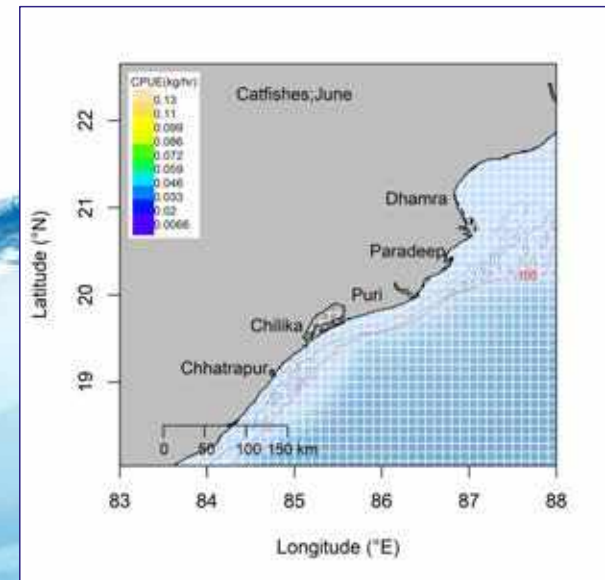 CPUE(kg/hr)
0.13
0.11
0.099
0.086
0.072
0.059
0.046
0.033
0.02
0.0066
Catfishes;June
Dhamra
Paradeep
Puri
Chilika
Chhatrapur
100
0 50 100 150 km
22
21
20
19
Latitude (°N)
83 84 85 86 87 88
Longitude (°E)